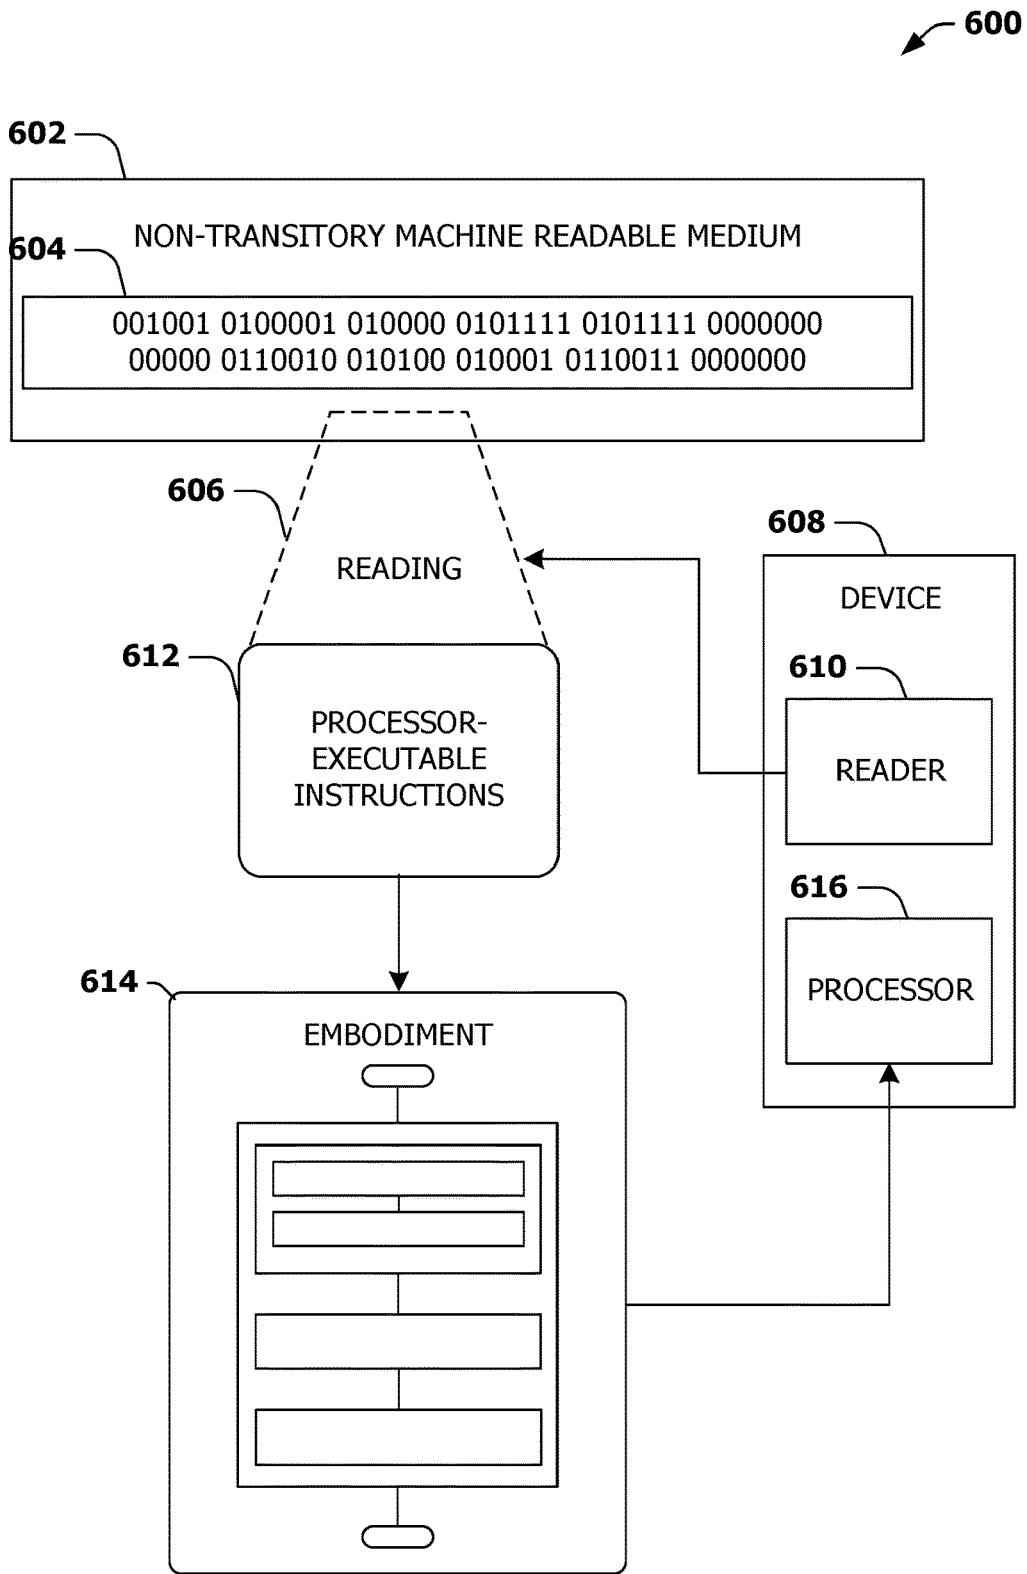 600
602
NON-TRANSITORY MACHINE READABLE MEDIUM
604
001001 0100001 010000 0101111 0101111 0000000
00000 0110010 010100 010001 0110011 0000000
606
READING
608
DEVICE
612
610
PROCESSOR-
EXECUTABLE
INSTRUCTIONS
READER
616
PROCESSOR
614
EMBODIMENT